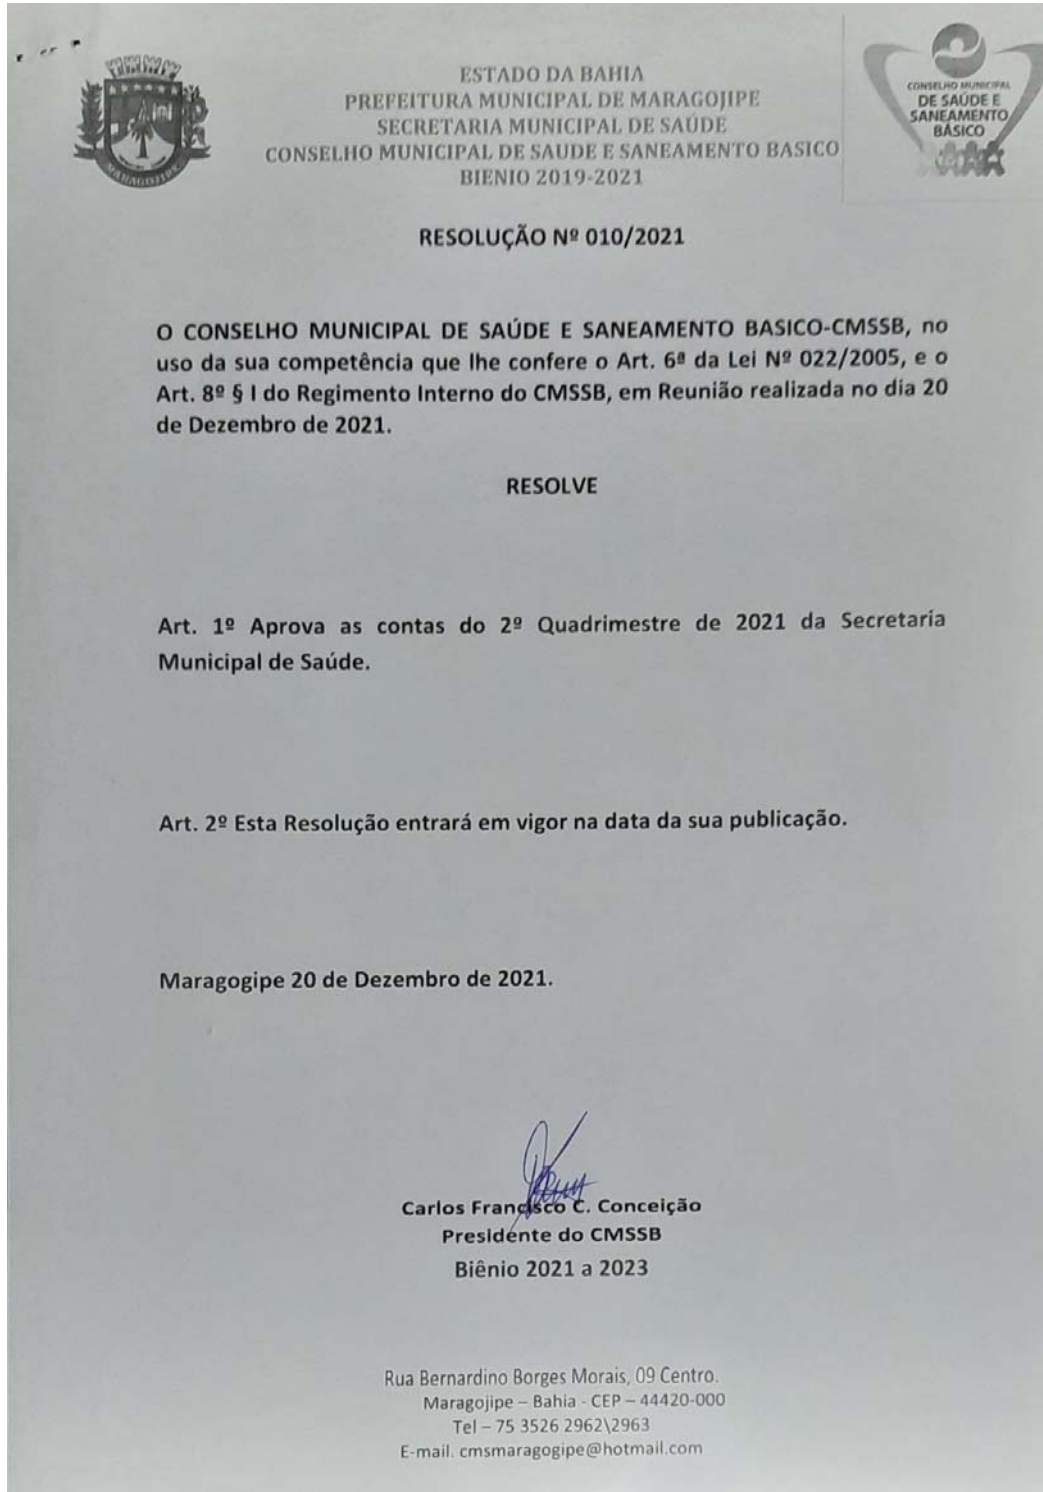 ESTADO DA BAHIA
PREFEITURA MUNICIPAL DE MARAGOJIPE
SECRETARIA MUNICIPAL DE SAÚDE
CONSELHO MUNICIPAL DE SAUDE E SANEAMENTO BASICO
BIENIO 2019-2021
MARAGOJIPE
CONSELHO MUNICIPAL
DE SAÚDE E
SANEAMENTO
BÁSICO
RESOLUÇÃO Nº 010/2021
O CONSELHO MUNICIPAL DE SAÚDE E SANEAMENTO BASICO-CMSSB, no
uso da sua competência que lhe confere o Art. 6ª da Lei Nº 022/2005, e o
Art. 8º § I do Regimento Interno do CMSSB, em Reunião realizada no dia 20
de Dezembro de 2021.
RESOLVE
Art. 1º Aprova as contas do 2º Quadrimestre de 2021 da Secretaria
Municipal de Saúde.
Art. 2º Esta Resolução entrará em vigor na data da sua publicação.
Maragogipe 20 de Dezembro de 2021.
Carlos Francisco C. Conceição
Presidente do CMSSB
Biênio 2021 a 2023
Rua Bernardino Borges Morais, 09 Centro.
Maragojipe – Bahia - CEP – 44420-000
Tel – 75 3526 2962\2963
E-mail. cmsmaragogipe@hotmail.com